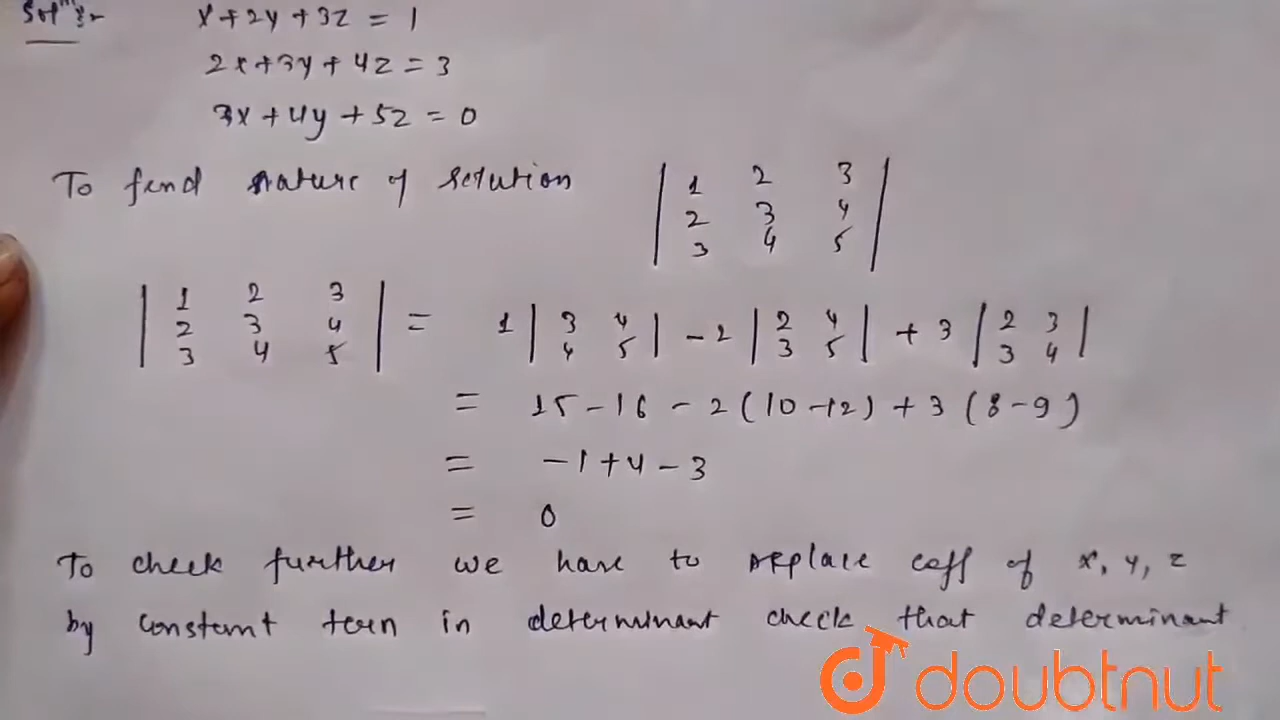 Solⁿ:- x + 2y + 3z = 1
2x + 3y + 4z = 3
3x + 4y + 5z = 0
To find nature of solution | 1 2 3 |
| 2 3 4 |
| 3 4 5 |
| 1 2 3 |
| 2 3 4 | = 1 | 3 4 | - 2 | 2 4 | + 3 | 2 3 |
| 3 4 5 | | 4 5 | | 3 5 | | 3 4 |
= 15 - 16 - 2 (10 - 12) + 3 (8 - 9)
= -1 + 4 - 3
= 0
To check further we have to replace coff of x, y, z
by constant tern in determinant check that determinant
doubtnut